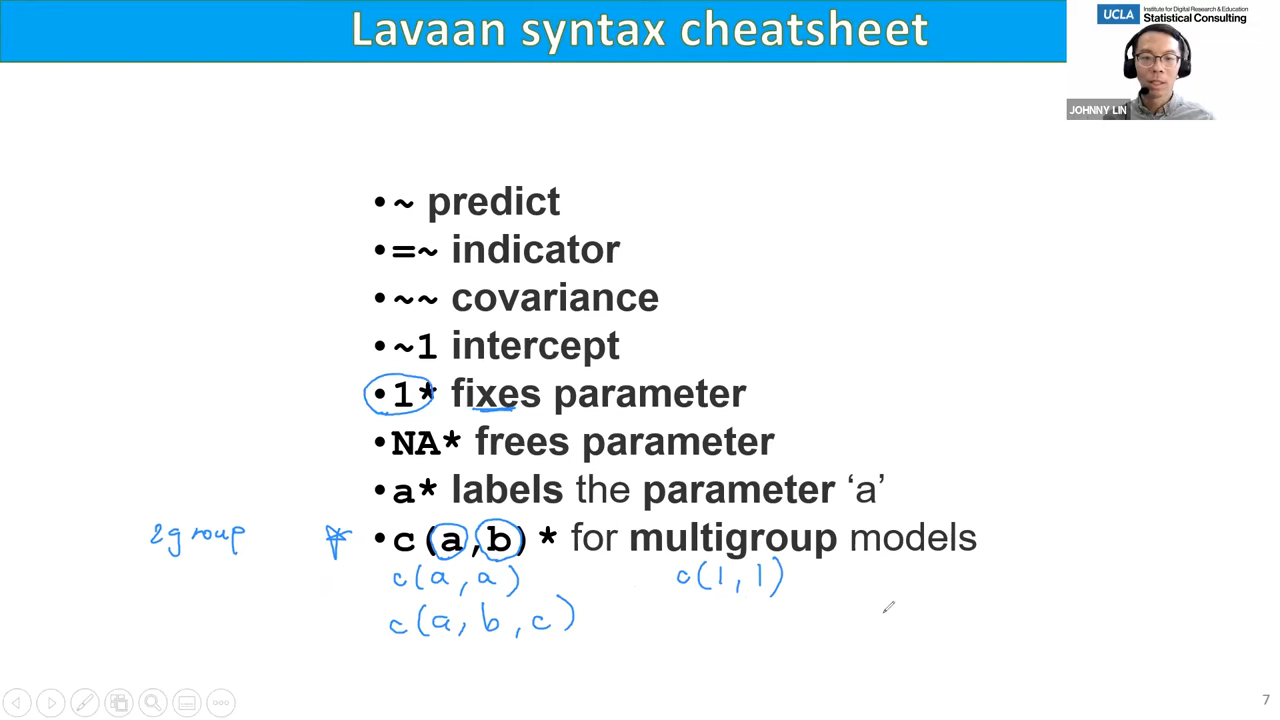 Lavaan syntax cheatsheet
UCLA
Institute for Digital Research & Education
Statistical Consulting
JOHNNY LIN
• ~ predict
• =~ indicator
• ~~ covariance
• ~1 intercept
• 1* fixes parameter
• NA* frees parameter
• a* labels the parameter ‘a’
2group
• c(a,b)* for multigroup models
c(a, a) c(1, 1)
c(a, b, c)
7